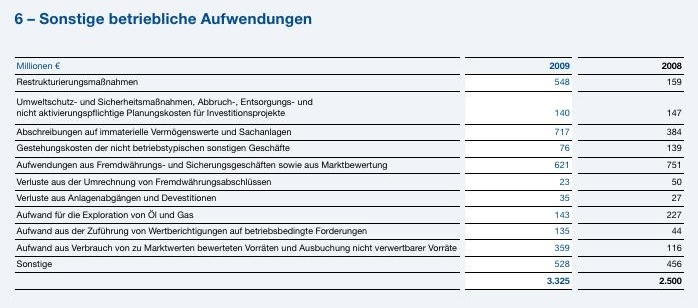 6 – Sonstige betriebliche Aufwendungen
Millionen € 2009 2008
Restrukturierungsmaßnahmen 548 159
Umweltschutz- und Sicherheitsmaßnahmen, Abbruch-, Entsorgungs- und
nicht aktivierungspflichtige Planungskosten für Investitionsprojekte 140 147
Abschreibungen auf immaterielle Vermögenswerte und Sachanlagen 717 384
Gestehungskosten der nicht betriebstypischen sonstigen Geschäfte 76 139
Aufwendungen aus Fremdwährungs- und Sicherungsgeschäften sowie aus Marktbewertung 621 751
Verluste aus der Umrechnung von Fremdwährungsabschlüssen 23 50
Verluste aus Anlagenabgängen und Devestitionen 35 27
Aufwand für die Exploration von Öl und Gas 143 227
Aufwand aus der Zuführung von Wertberichtigungen auf betriebsbedingte Forderungen 135 44
Aufwand aus Verbrauch von zu Marktwerten bewerteten Vorräten und Ausbuchung nicht verwertbarer Vorräte 359 116
Sonstige 528 456
3.325 2.500